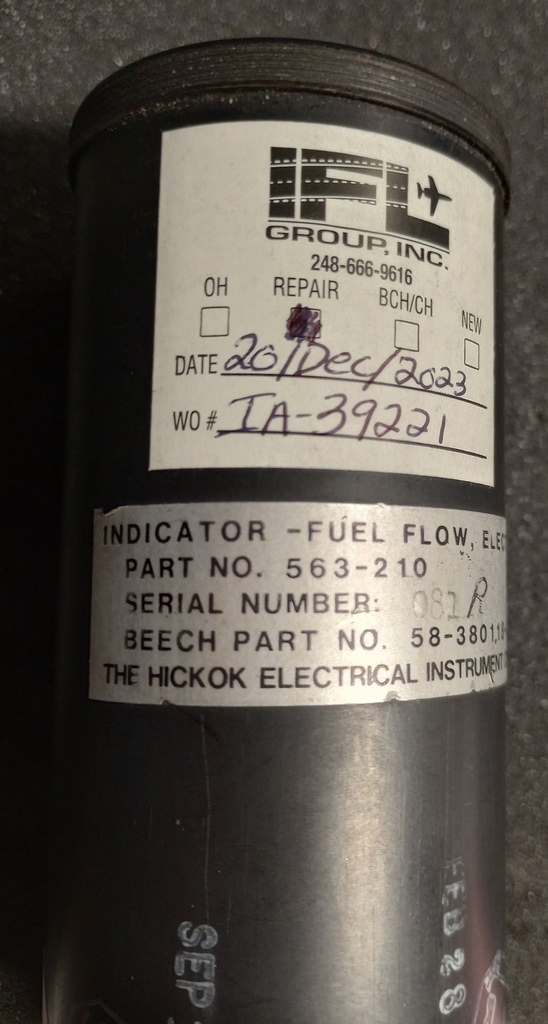 IFL
GROUP, INC.
248-666-9616
OH REPAIR BCH/CH NEW
DATE 20/Dec/2023
WO # IA-39221
INDICATOR - FUEL FLOW,
PART NO. 563-210
SERIAL NUMBER: 081 R
BEECH PART NO. 58-3801
THE HICKOK ELECTRICAL INSTRUMENT
SEP
FEB 28